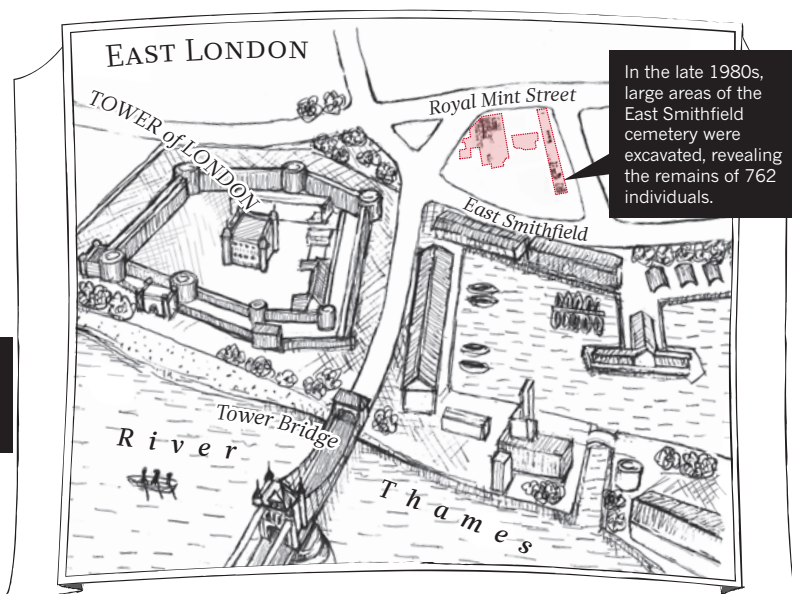 EAST LONDON
TOWER of LONDON
Royal Mint Street
In the late 1980s,
large areas of the
East Smithfield
cemetery were
excavated, revealing
the remains of 762
individuals.
East Smithfield
Tower Bridge
River
Thames